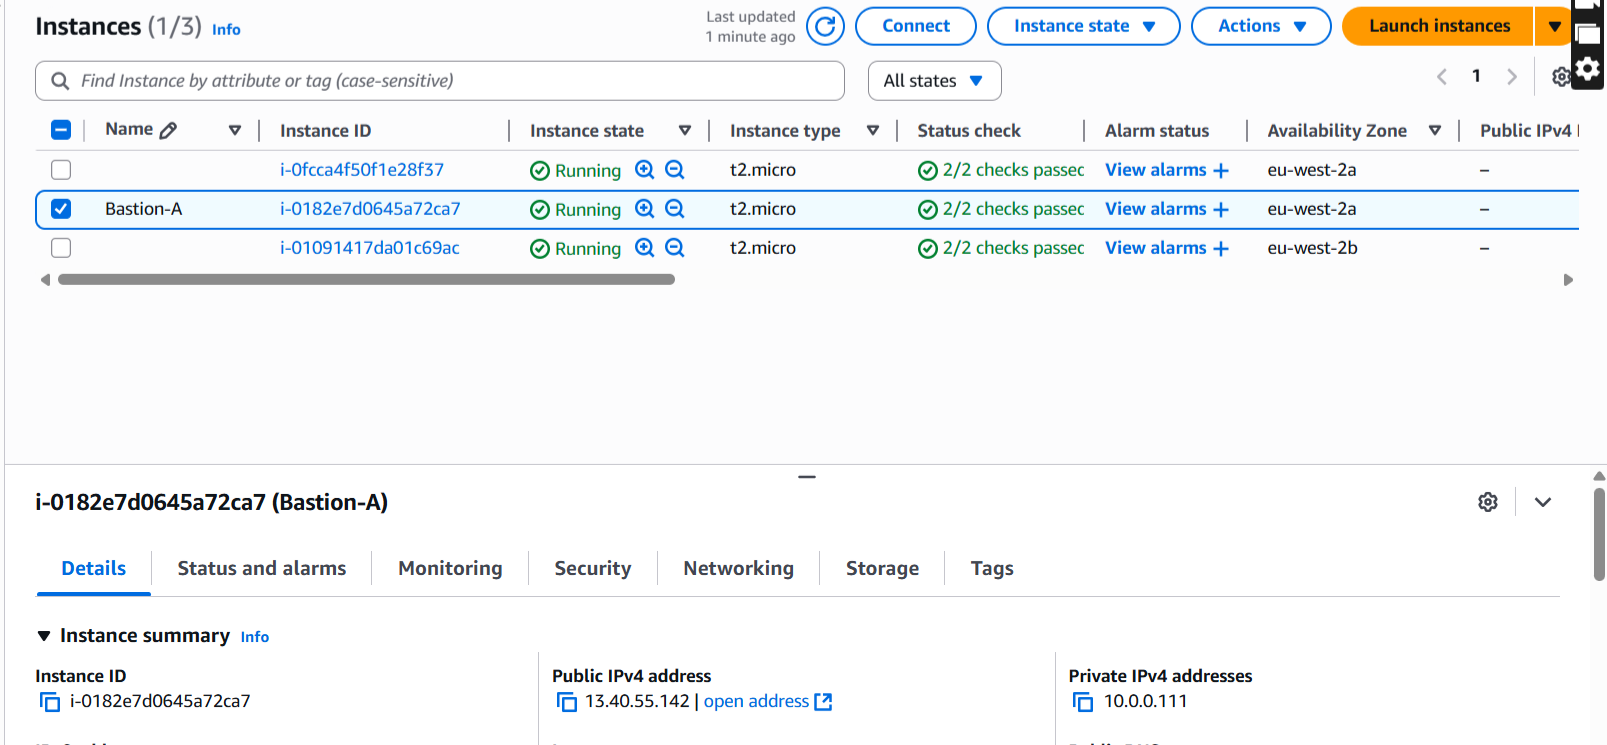 Instances (1/3) Info
Last updated
1 minute ago
Connect
Instance state
Actions
Launch instances
Find Instance by attribute or tag (case-sensitive)
All states
1
Name Instance ID Instance state Instance type Status check Alarm status Availability Zone Public IPv4
i-0fcca4f50f1e28f37 Running t2.micro 2/2 checks passed View alarms + eu-west-2a –
Bastion-A i-0182e7d0645a72ca7 Running t2.micro 2/2 checks passed View alarms + eu-west-2a –
i-01091417da01c69ac Running t2.micro 2/2 checks passed View alarms + eu-west-2b –
i-0182e7d0645a72ca7 (Bastion-A)
Details Status and alarms Monitoring Security Networking Storage Tags
Instance summary Info
Instance ID Public IPv4 address Private IPv4 addresses
i-0182e7d0645a72ca7 13.40.55.142 | open address 10.0.0.111